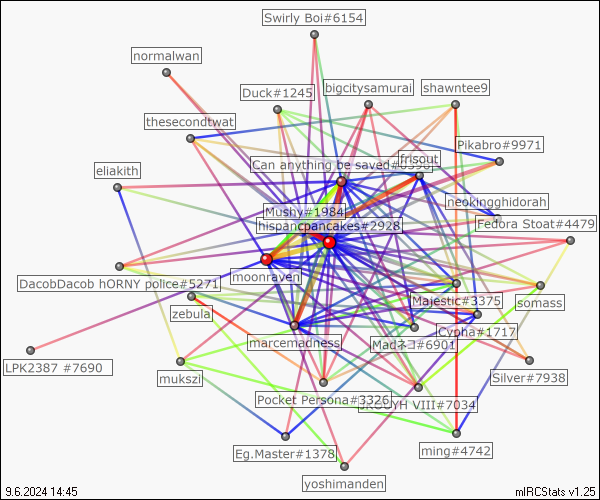 Swirly Boi#6154
normalwan
bigcitysamurai
shawntee9
Duck#1245
thesecondtwat
Pikabro#9971
frisout
Can anything be saved#
eliakith
neokingghidorah
Mushy#1984
hispancpancakes#2928
Fedora Stoat#4479
moonraven
DacobDacob hORNY police#5271
Majestic#3375
somass
zebula
Cypha#1717
marcemadness
Madネコ#6901
LPK2387 #7690
mukszi
Silver#7938
Pocket Persona#3326
VIII#7034
ming#4742
Eg.Master#1378
yoshimanden
9.6.2024 14:45
mIRCStats v1.25